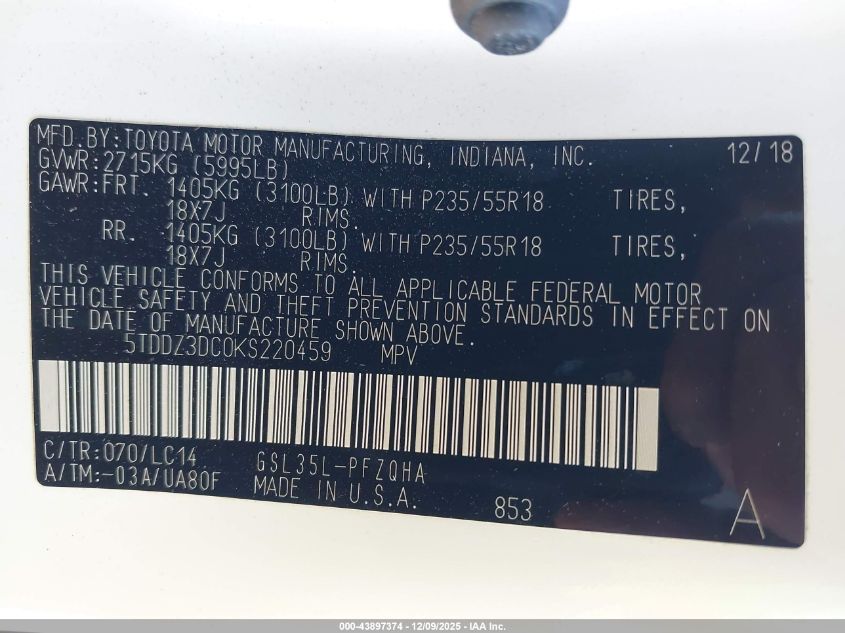 MFD.BY:TOYOTA MOTOR MANUFACTURING, INDIANA, INC. 12/18
GVWR:2715KG (5995LB)
GAWR:FRT. 1405KG (3100LB) WITH P235/55R18 TIRES,
18X7J RIMS.
RR. 1405KG (3100LB) WITH P235/55R18 TIRES,
18X7J RIMS.
THIS VEHICLE CONFORMS TO ALL APPLICABLE FEDERAL MOTOR
VEHICLE SAFETY AND THEFT PREVENTION STANDARDS IN EFFECT ON
THE DATE OF MANUFACTURE SHOWN ABOVE.
5TDDZ3DC0KS220459 MPV
C/TR:070/LC14 GSL35L-PFZQHA
A/TM:-03A/UA80F MADE IN U.S.A. 853 A
000-43897374 - 12/09/2025 - IAA Inc.